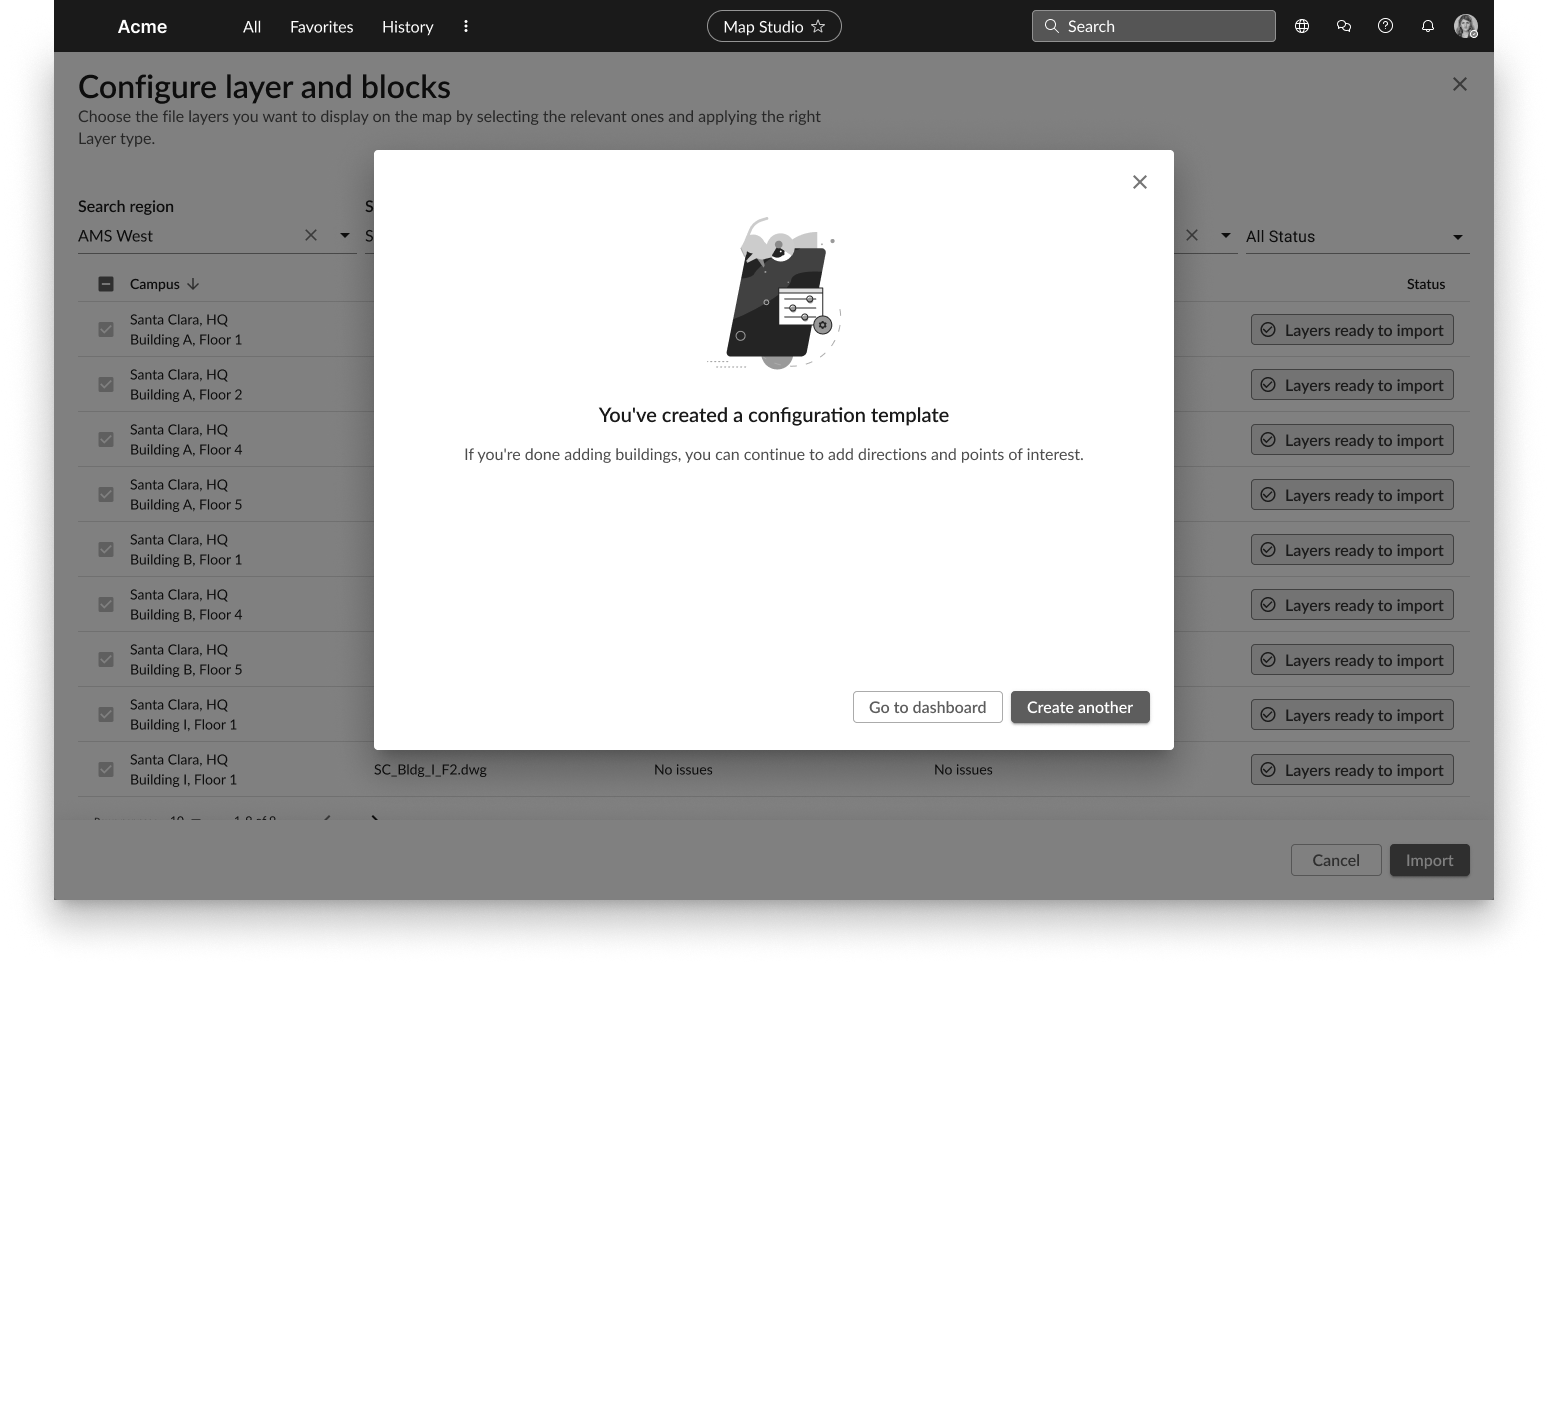 Acme
All
Favorites
History
Map Studio
Search
Configure layer and blocks
Choose the file layers you want to display on the map by selecting the relevant ones and applying the right
Layer type.
Search region
AMS West
All Status
Campus
Status
Santa Clara, HQ
Building A, Floor 1
Layers ready to import
Santa Clara, HQ
Building A, Floor 2
Layers ready to import
Santa Clara, HQ
Building A, Floor 4
Layers ready to import
Santa Clara, HQ
Building A, Floor 5
Layers ready to import
Santa Clara, HQ
Building B, Floor 1
Layers ready to import
Santa Clara, HQ
Building B, Floor 4
Layers ready to import
Santa Clara, HQ
Building B, Floor 5
Layers ready to import
Santa Clara, HQ
Building I, Floor 1
Layers ready to import
Santa Clara, HQ
Building I, Floor 1
SC_Bldg_I_F2.dwg
No issues
No issues
Layers ready to import
You've created a configuration template
If you're done adding buildings, you can continue to add directions and points of interest.
Go to dashboard
Create another
Cancel
Import